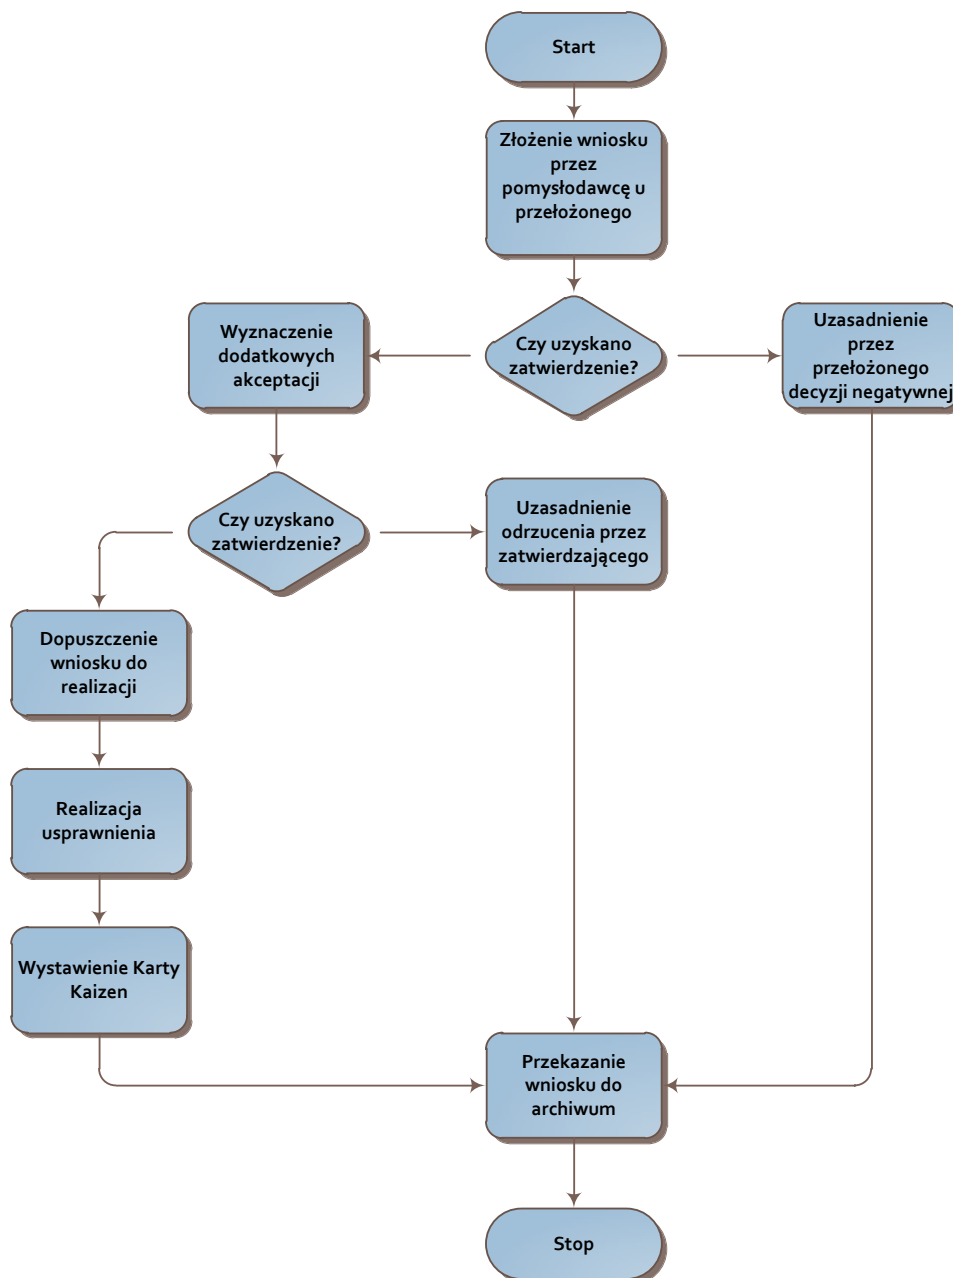 Start
Złożenie wniosku
przez
pomysłodawcę u
przełożonego
Wyznaczenie
dodatkowych
akceptacji
Czy uzyskano
zatwierdzenie?
Uzasadnienie
przez
przełożonego
decyzji negatywnej
Czy uzyskano
zatwierdzenie?
Uzasadnienie
odrzucenia przez
zatwierdzającego
Dopuszczenie
wniosku do
realizacji
Realizacja
usprawnienia
Wystawienie Karty
Kaizen
Przekazanie
wniosku do
archiwum
Stop